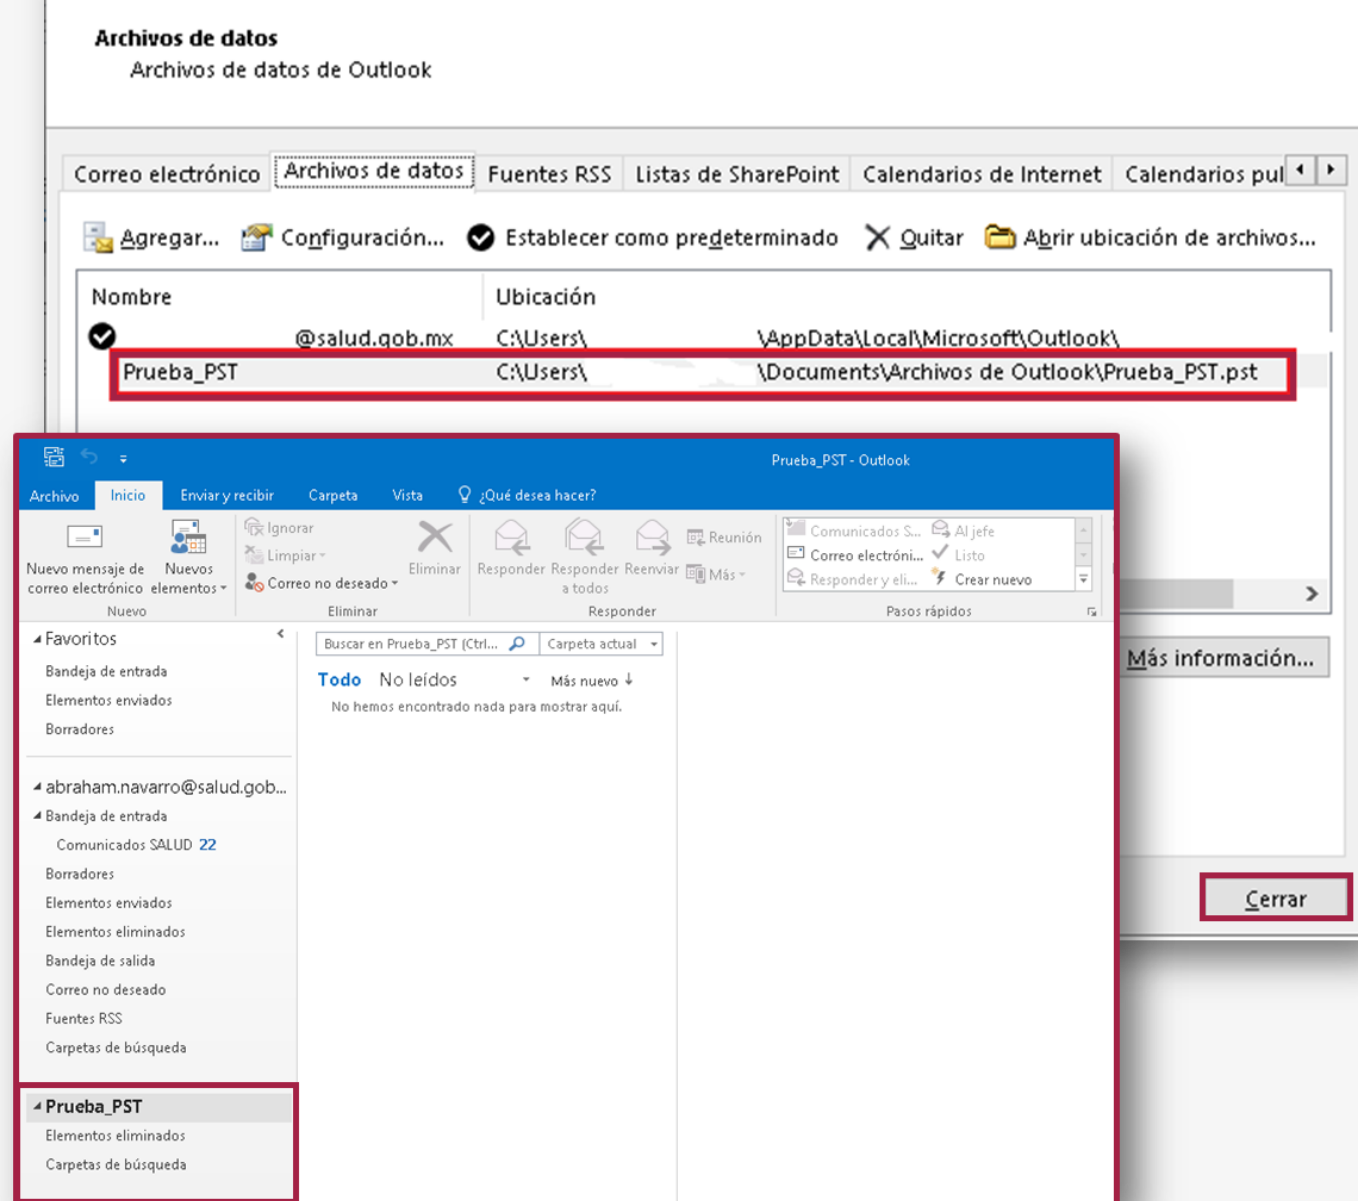 Archivos de datos
Archivos de datos de Outlook
Correo electrónico Archivos de datos Fuentes RSS Listas de SharePoint Calendarios de Internet Calendarios pul
Agregar... Configuración... Establecer como predeterminado Quitar Abrir ubicación de archivos...
Nombre Ubicación
@salud.gob.mx C:\Users\ \AppData\Local\Microsoft\Outlook\
Prueba_PST C:\Users\ \Documents\Archivos de Outlook\Prueba_PST.pst
Más información...
Cerrar
Prueba_PST - Outlook
Archivo Inicio Enviar y recibir Carpeta Vista ¿Qué desea hacer?
Nuevo mensaje de correo electrónico
Nuevos elementos
Nuevo
Ignorar
Limpiar
Correo no deseado
Eliminar
Eliminar
Responder
Responder a todos
Reenviar
Reunión
Más
Responder
Comunicados S...
Correo electróni...
Responder y eli...
Al jefe
Listo
Crear nuevo
Pasos rápidos
Favoritos
Bandeja de entrada
Elementos enviados
Borradores
abraham.navarro@salud.gob...
Bandeja de entrada
Comunicados SALUD 22
Borradores
Elementos enviados
Elementos eliminados
Bandeja de salida
Correo no deseado
Fuentes RSS
Carpetas de búsqueda
Prueba_PST
Elementos eliminados
Carpetas de búsqueda
Buscar en Prueba_PST (Ctrl... Carpeta actual
Todo No leídos Más nuevo ↓
No hemos encontrado nada para mostrar aquí.